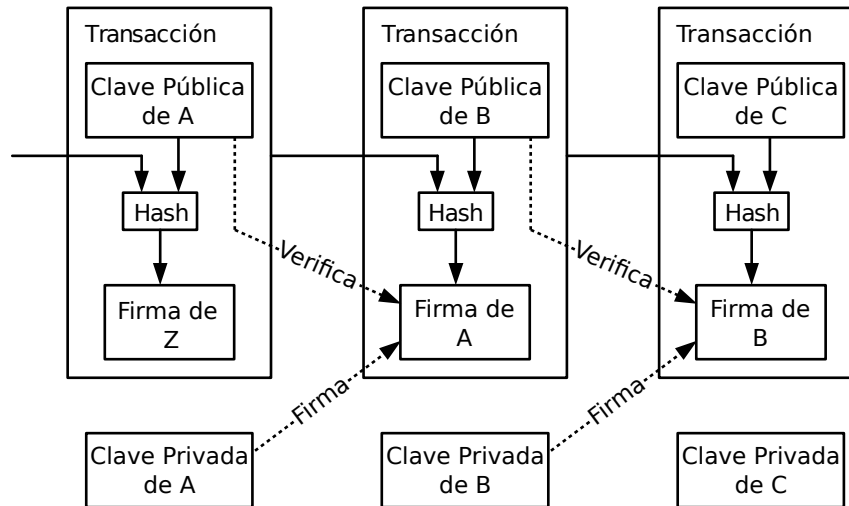 Transacción
Transacción
Transacción
Clave Pública
de A
Clave Pública
de B
Clave Pública
de C
Hash
Hash
Hash
Verifica
Verifica
Firma de
Z
Firma de
A
Firma de
B
Firma
Firma
Clave Privada
de A
Clave Privada
de B
Clave Privada
de C